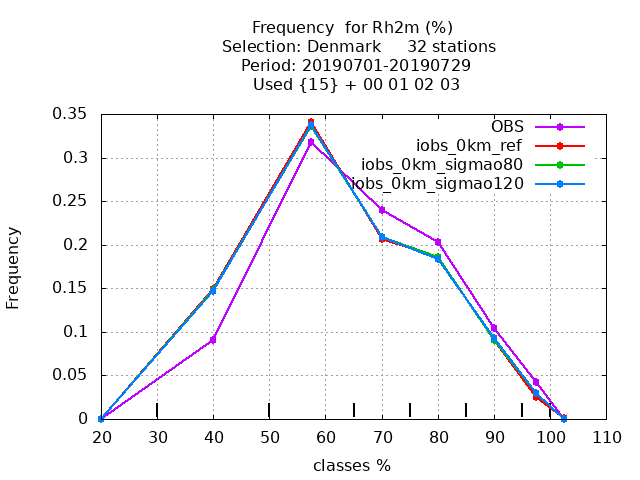 Frequency  for Rh2m (%)
Selection: Denmark     32 stations
Period: 20190701-20190729
Used {15} + 00 01 02 03
0.35
0.3
0.25
0.2
0.15
0.1
0.05
0
Frequency
OBS
iobs_0km_ref
iobs_0km_sigmao80
iobs_0km_sigmao120
20 30 40 50 60 70 80 90 100 110
classes %